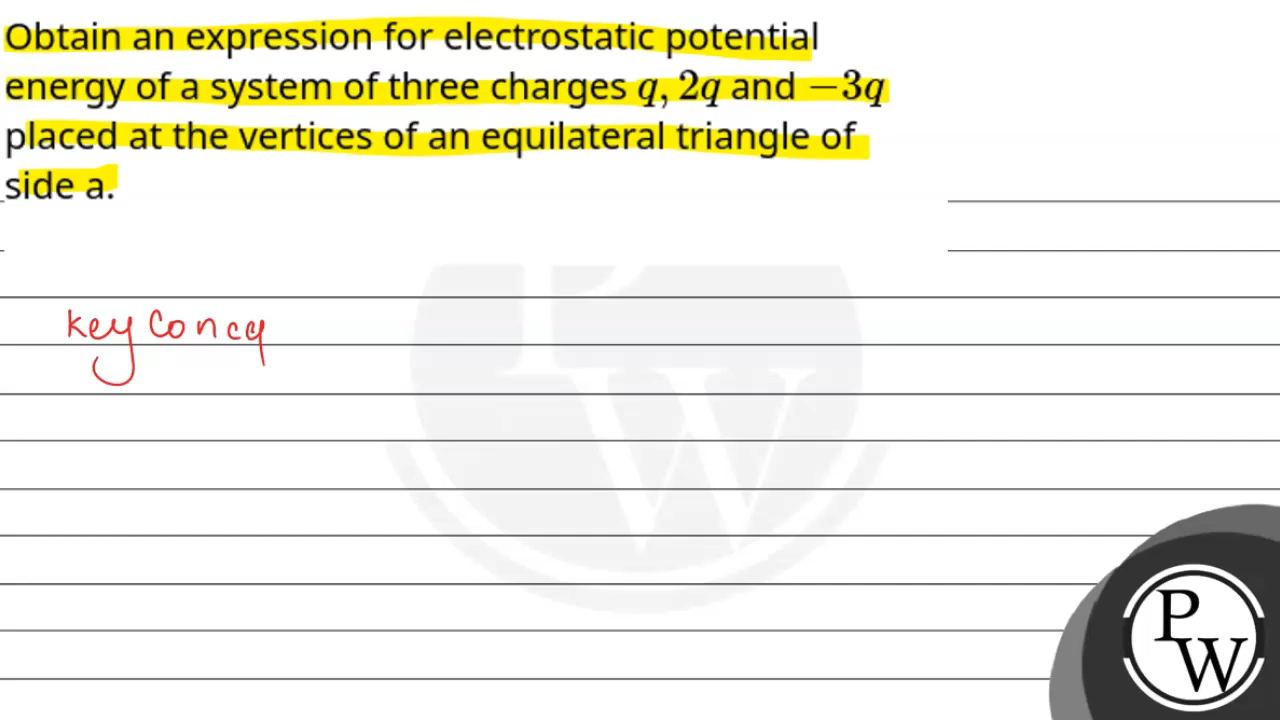 Obtain an expression for electrostatic potential
energy of a system of three charges q, 2q and −3q
placed at the vertices of an equilateral triangle of
side a.
key concq
P
W